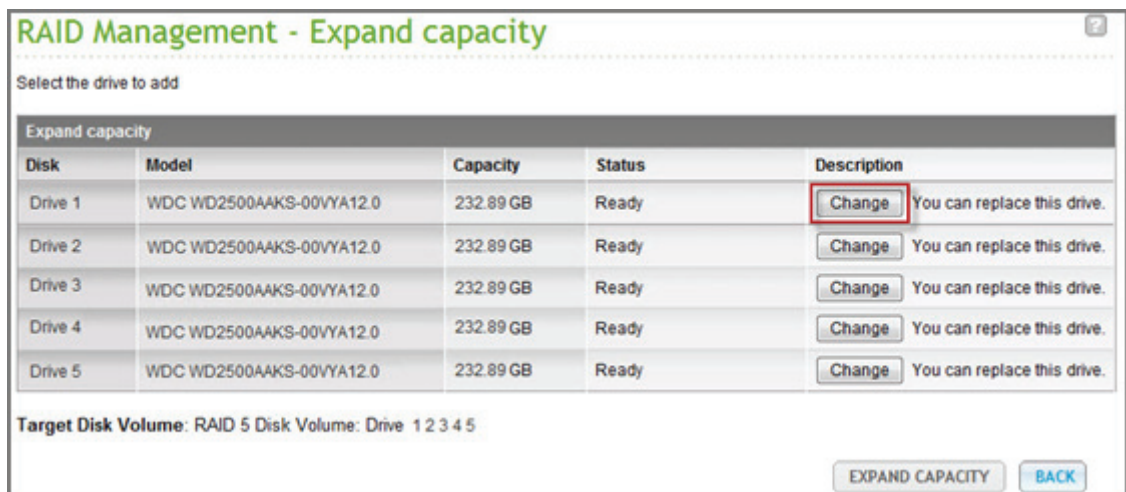 RAID Management - Expand capacity
?
Select the drive to add
Expand capacity
Disk Model Capacity Status Description
Drive 1 WDC WD2500AAKS-00VYA12.0 232.89 GB Ready Change You can replace this drive.
Drive 2 WDC WD2500AAKS-00VYA12.0 232.89 GB Ready Change You can replace this drive.
Drive 3 WDC WD2500AAKS-00VYA12.0 232.89 GB Ready Change You can replace this drive.
Drive 4 WDC WD2500AAKS-00VYA12.0 232.89 GB Ready Change You can replace this drive.
Drive 5 WDC WD2500AAKS-00VYA12.0 232.89 GB Ready Change You can replace this drive.
Target Disk Volume: RAID 5 Disk Volume: Drive 1 2 3 4 5
EXPAND CAPACITY BACK